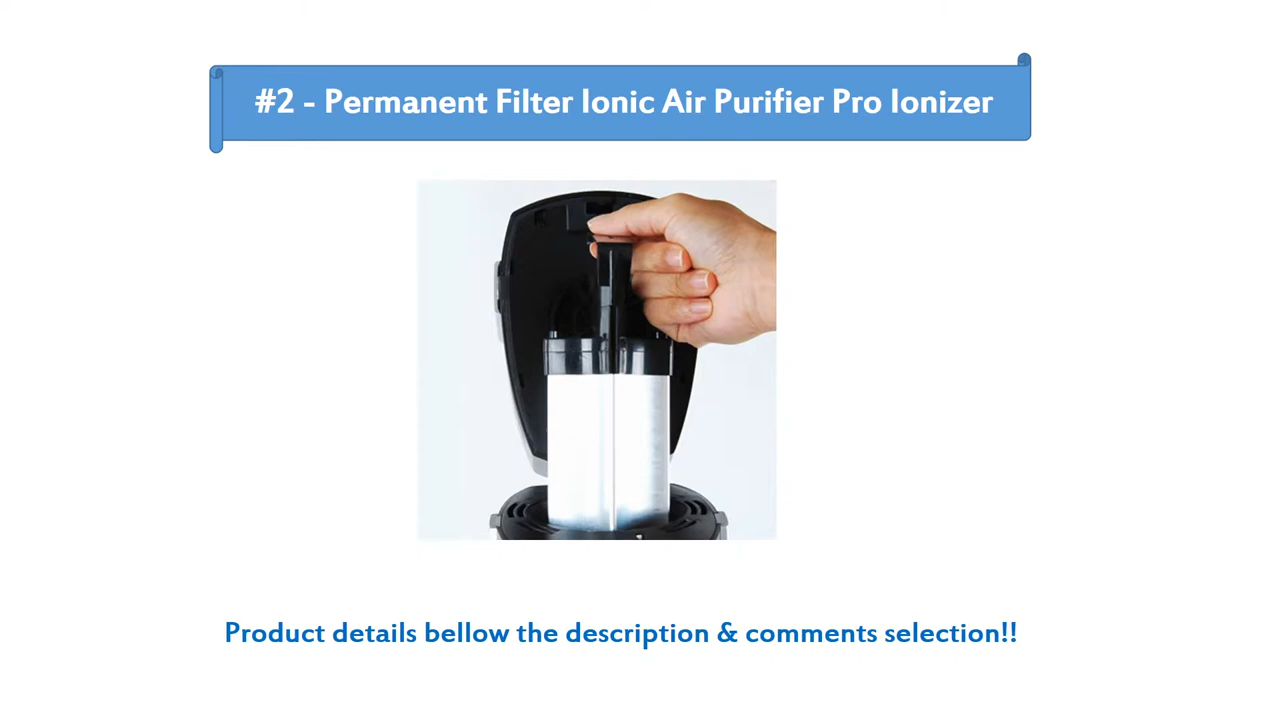 #2 - Permanent Filter Ionic Air Purifier Pro Ionizer
Product details bellow the description & comments selection!!